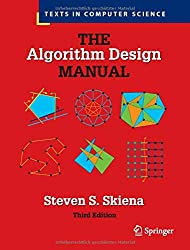 TEXTS IN COMPUTER SCIENCE
THE
Algorithm Design
MANUAL
Steven S. Skiena
Third Edition
Springer